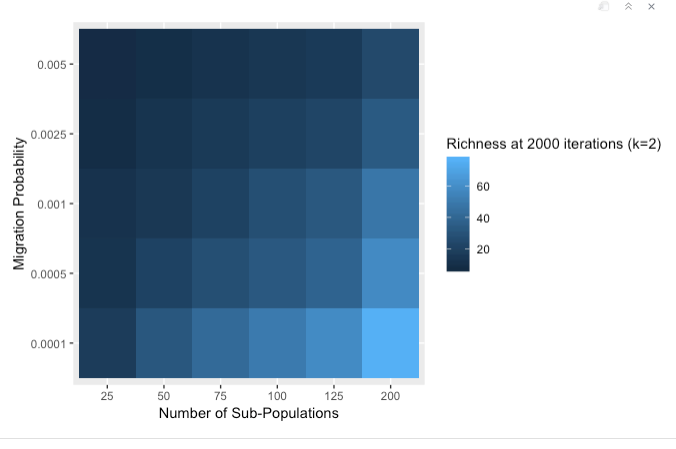 Richness at 2000 iterations (k=2)
60
40
20
Migration Probability
0.005
0.0025
0.001
0.0005
0.0001
25 50 75 100 125 200
Number of Sub-Populations